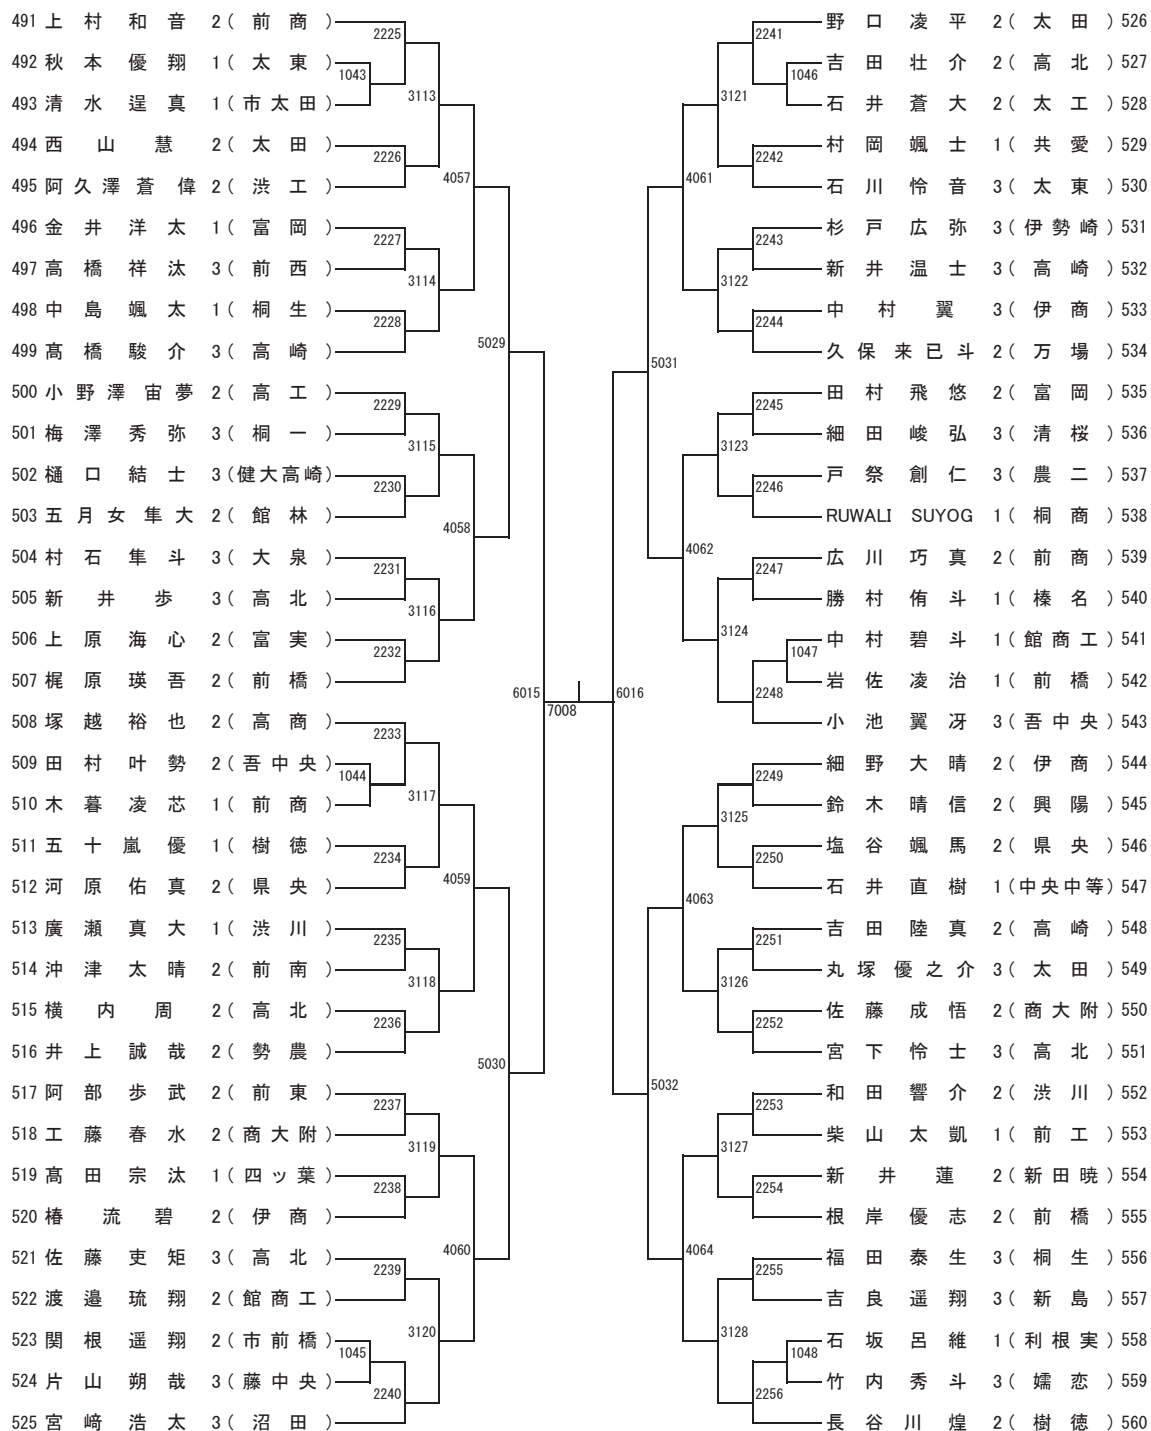 491 上村和音 2(前商)
2225
492 秋本優翔 1(太東)
1043
493 清水逞真 1(市太田)
3113
494 西山慧 2(太田)
2226
495 阿久澤蒼偉 2(渋工)
4057
496 金井洋太 1(富岡)
2227
497 高橋祥汰 3(前西)
3114
498 中島颯太 1(桐生)
2228
499 髙橋駿介 3(高崎)
5029
500 小野澤宙夢 2(高工)
2229
501 梅澤秀弥 3(桐一)
3115
502 樋口結士 3(健大高崎)
2230
503 五月女隼大 2(館林)
4058
504 村石隼斗 3(大泉)
2231
505 新井歩 3(高北)
3116
506 上原海心 2(富実)
2232
507 梶原瑛吾 2(前橋)
6015
508 塚越裕也 2(高商)
2233
509 田村叶勢 2(吾中央)
1044
510 木暮凌芯 1(前商)
3117
511 五十嵐優 1(樹徳)
2234
512 河原佑真 2(県央)
4059
513 廣瀬真大 1(渋川)
2235
514 沖津太晴 2(前南)
3118
515 横内周 2(高北)
2236
516 井上誠哉 2(勢農)
5030
517 阿部歩武 2(前東)
2237
518 工藤春水 2(商大附)
3119
519 髙田宗汰 1(四ッ葉)
2238
520 椿流碧 2(伊商)
4060
521 佐藤吏矩 3(高北)
2239
522 渡邉琉翔 2(館商工)
3120
523 関根遥翔 2(市前橋)
1045
524 片山朔哉 3(藤中央)
2240
525 宮﨑浩太 3(沼田)
7008
野口凌平 2(太田) 526
2241
吉田壮介 2(高北) 527
1046
石井蒼大 2(太工) 528
3121
村岡颯士 1(共愛) 529
2242
石川怜音 3(太東) 530
4061
杉戸広弥 3(伊勢崎) 531
2243
新井温士 3(高崎) 532
3122
中村翼 3(伊商) 533
2244
久保来已斗 2(万場) 534
5031
田村飛悠 2(富岡) 535
2245
細田峻弘 3(清桜) 536
3123
戸祭創仁 3(農二) 537
2246
RUWALI SUYOG 1(桐商) 538
4062
広川巧真 2(前商) 539
2247
勝村侑斗 1(榛名) 540
3124
中村碧斗 1(館商工) 541
1047
岩佐凌治 1(前橋) 542
2248
小池翼冴 3(吾中央) 543
6016
細野大晴 2(伊商) 544
2249
鈴木晴信 2(興陽) 545
3125
塩谷颯馬 2(県央) 546
2250
石井直樹 1(中央中等) 547
4063
吉田陸真 2(高崎) 548
2251
丸塚優之介 3(太田) 549
3126
佐藤成悟 2(商大附) 550
2252
宮下怜士 3(高北) 551
5032
和田響介 2(渋川) 552
2253
柴山太凱 1(前工) 553
3127
新井蓮 2(新田暁) 554
2254
根岸優志 2(前橋) 555
4064
福田泰生 3(桐生) 556
2255
吉良遥翔 3(新島) 557
3128
石坂呂維 1(利根実) 558
1048
竹内秀斗 3(嬬恋) 559
2256
長谷川煌 2(樹徳) 560